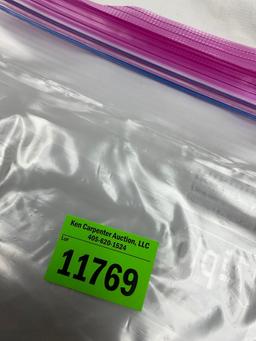 Ken Carpenter Auction, LLC
405-620-1524
Lot
11769